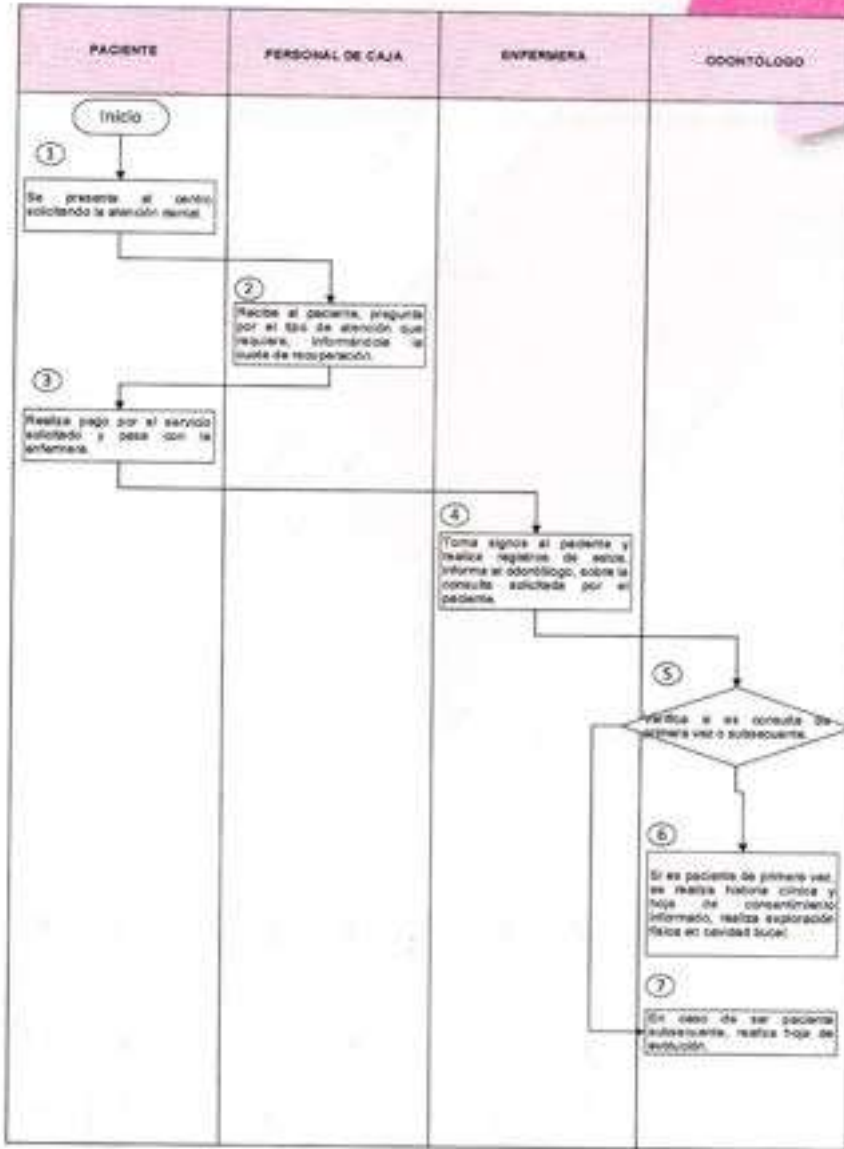 PACIENTE
PERSONAL DE CAJA
ENFERMERA
ODONTÓLOGO
Inicio
1
Se presenta al centro
solicitando la atención dental.
2
Recibe al paciente, pregunta
por el tipo de atención que
requiere, informándole la
cuota de recuperación.
3
Realiza pago por el servicio
solicitado y pasa con la
enfermera.
4
Toma signos al paciente y
realiza registros de estos,
informa al odontólogo, sobre la
consulta solicitada por el
paciente.
5
Verifica si es consulta de
primera vez o subsecuente.
6
Si es paciente de primera vez,
se realiza historia clínica y
hoja de consentimiento
informado, realiza exploración
física en cavidad bucal.
7
En caso de ser paciente
subsecuente, realiza hoja de
evolución.